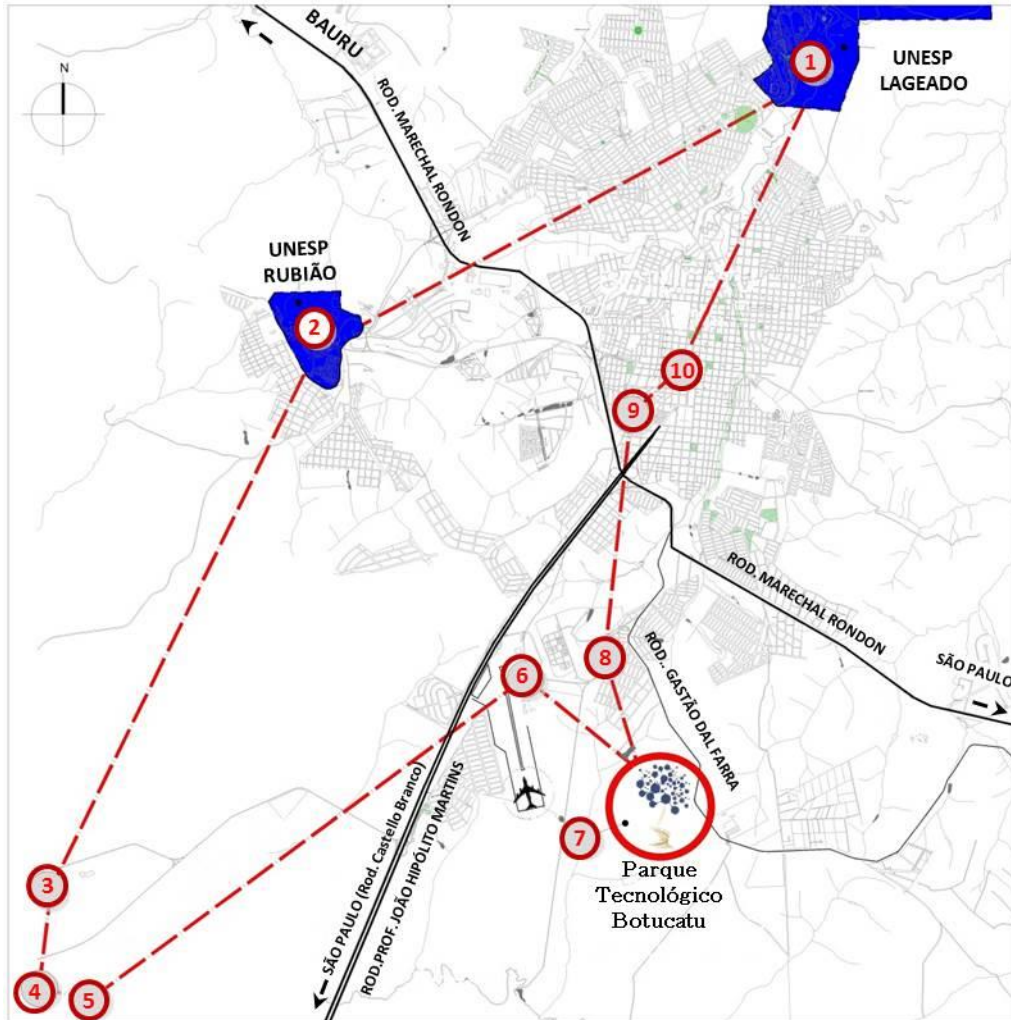 BAURU
1
UNESP
LAGEADO
N
ROD. MARECHAL RONDON
UNESP
RUBIÃO
2
10
9
ROD. MARECHAL RONDON
8
SÃO PAULO
6
ROD.. GASTÃO DAL FARRA
7
SÃO PAULO (Rod. Castello Branco)
ROD.PROF. JOÃO HIPÓLITO MARTINS
Parque
Tecnológico
Botucatu
3
4
5